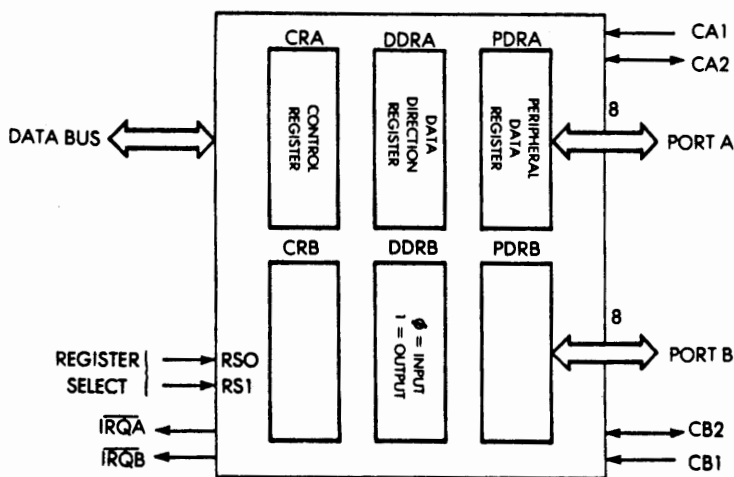 CRA
DDRA
PDRA
CA1
CA2
CONTROL
REGISTER
DATA
DIRECTION
REGISTER
PERIPHERAL
DATA
REGISTER
DATA BUS
8
PORT A
CRB
DDRB
PDRB
Ø = INPUT
1 = OUTPUT
8
PORT B
REGISTER
SELECT
RSO
RS1
IRQA
IRQB
CB2
CB1